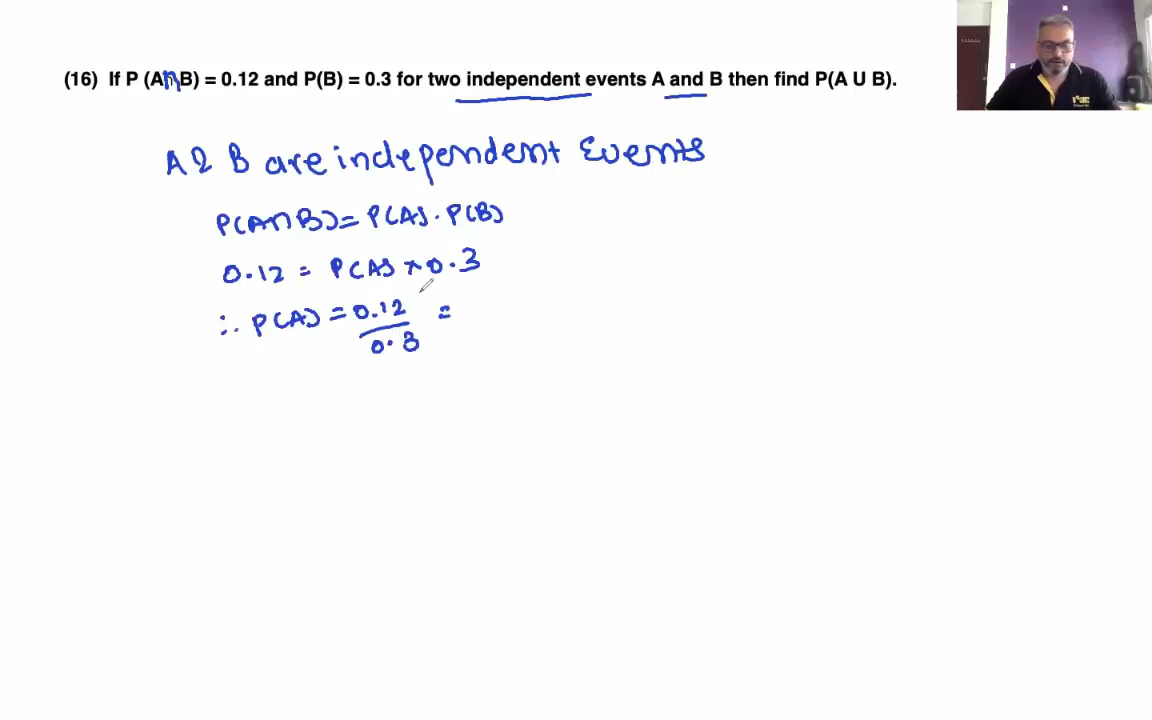 (16) If P (A∩B) = 0.12 and P(B) = 0.3 for two independent events A and B then find P(A U B).
A & B are independent Events
P(A∩B) = P(A) · P(B)
0.12 = P(A) × 0.3
∴ P(A) = 0.12/0.3 =